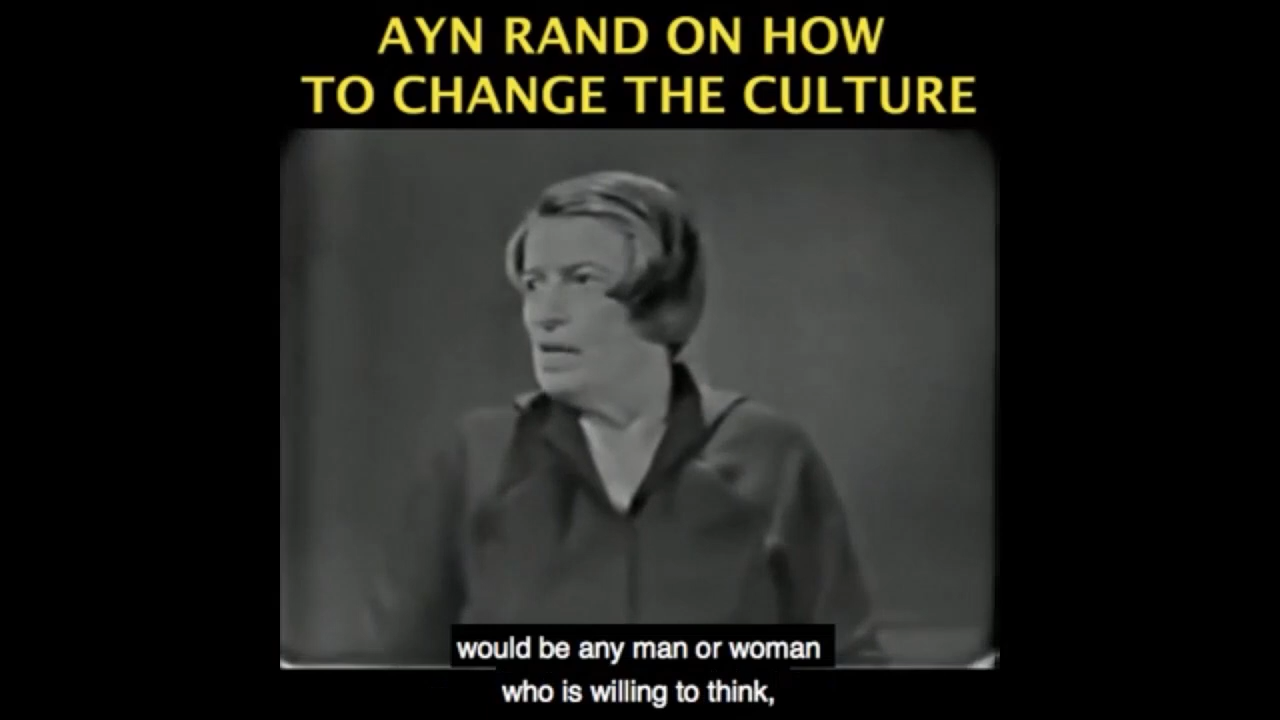 AYN RAND ON HOW
TO CHANGE THE CULTURE
would be any man or woman
who is willing to think,